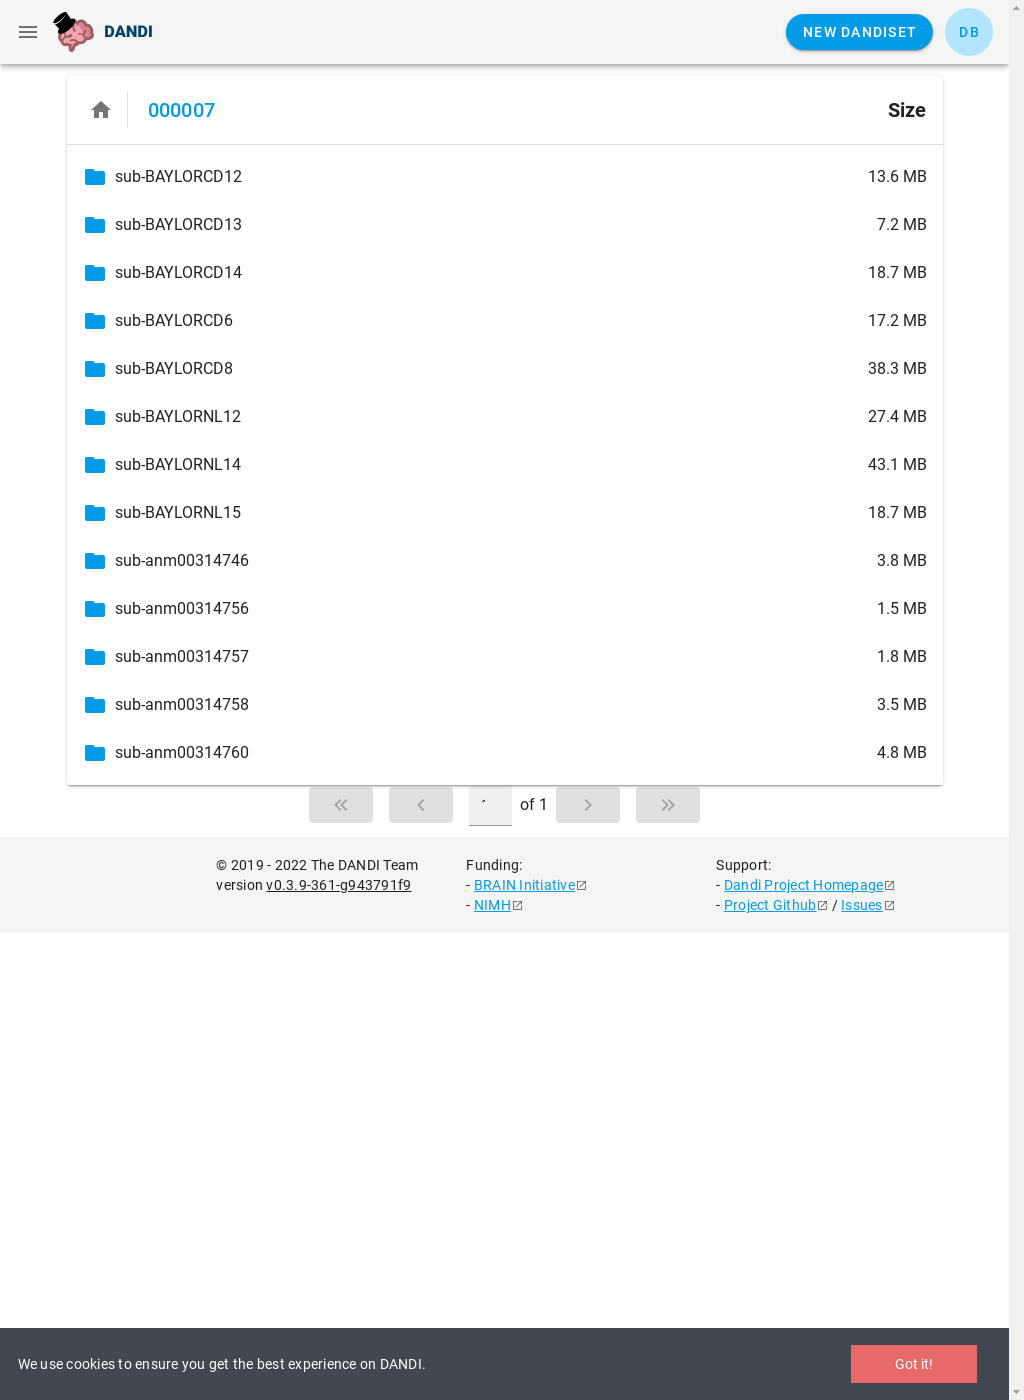 DANDI
NEW DANDISET
DB
000007
Size
sub-BAYLORCD12 13.6 MB
sub-BAYLORCD13 7.2 MB
sub-BAYLORCD14 18.7 MB
sub-BAYLORCD6 17.2 MB
sub-BAYLORCD8 38.3 MB
sub-BAYLORNL12 27.4 MB
sub-BAYLORNL14 43.1 MB
sub-BAYLORNL15 18.7 MB
sub-anm00314746 3.8 MB
sub-anm00314756 1.5 MB
sub-anm00314757 1.8 MB
sub-anm00314758 3.5 MB
sub-anm00314760 4.8 MB
of 1
© 2019 - 2022 The DANDI Team
version v0.3.9-361-g943791f9
Funding:
- BRAIN Initiative
- NIMH
Support:
- Dandi Project Homepage
- Project Github / Issues
We use cookies to ensure you get the best experience on DANDI.
Got it!